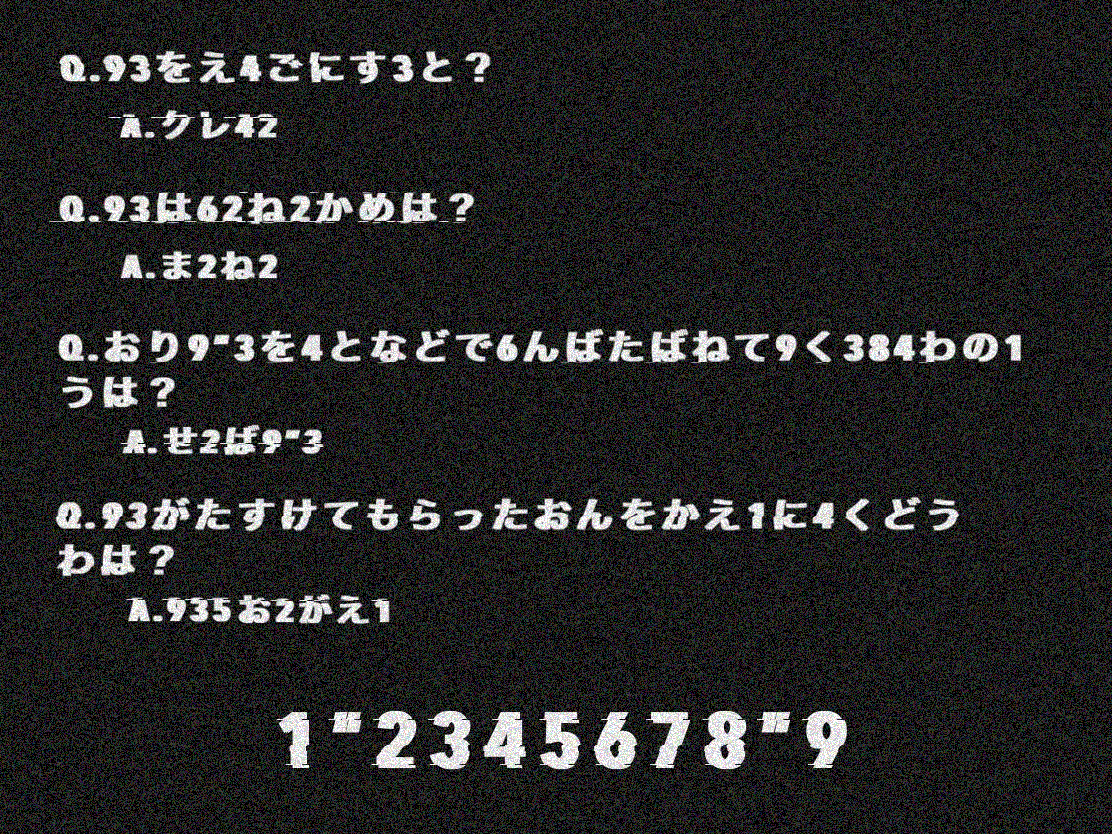 Q.93をえ4ごにす3と？
A.クレ42
Q.93は62ね2かめは？
A.ま2ね2
Q.おり9"3を4となどで6んばたばねて9く384わの1
うは？
A.せ2ば9"3
Q.93がたすけてもらったおんをかえ1に4くどう
わは？
A.935お2がえ1
1"2345678"9